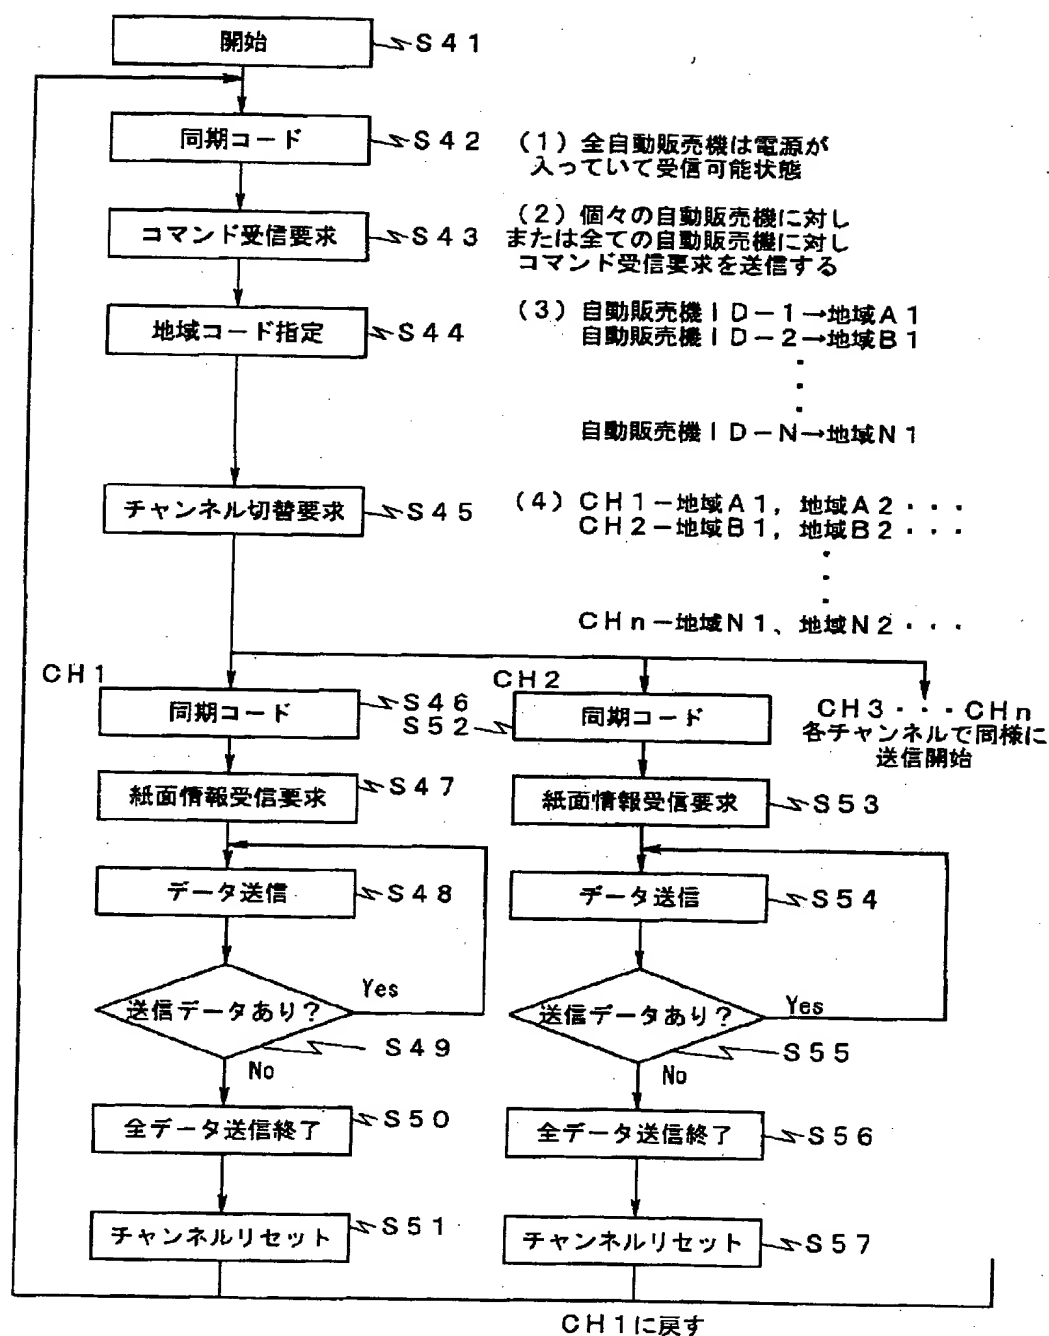 開始
S41
同期コード
S42
(1)全自動販売機は電源が
入っていて受信可能状態
コマンド受信要求
S43
(2)個々の自動販売機に対し
または全ての自動販売機に対し
コマンド受信要求を送信する
地域コード指定
S44
(3)自動販売機ID－1→地域A1
自動販売機ID－2→地域B1
・
・
・
自動販売機ID－N→地域N1
チャンネル切替要求
S45
(4)CH1－地域A1，地域A2・・・
CH2－地域B1，地域B2・・・
・
・
・
CHn－地域N1、地域N2・・・
CH1
同期コード
S46
紙面情報受信要求
S47
データ送信
S48
送信データあり？
Yes
S49
No
全データ送信終了
S50
チャンネルリセット
S51
CH2
S52
同期コード
紙面情報受信要求
S53
データ送信
S54
送信データあり？
Yes
S55
No
全データ送信終了
S56
チャンネルリセット
S57
CH3・・・CHn
各チャンネルで同様に
送信開始
CH1に戻す